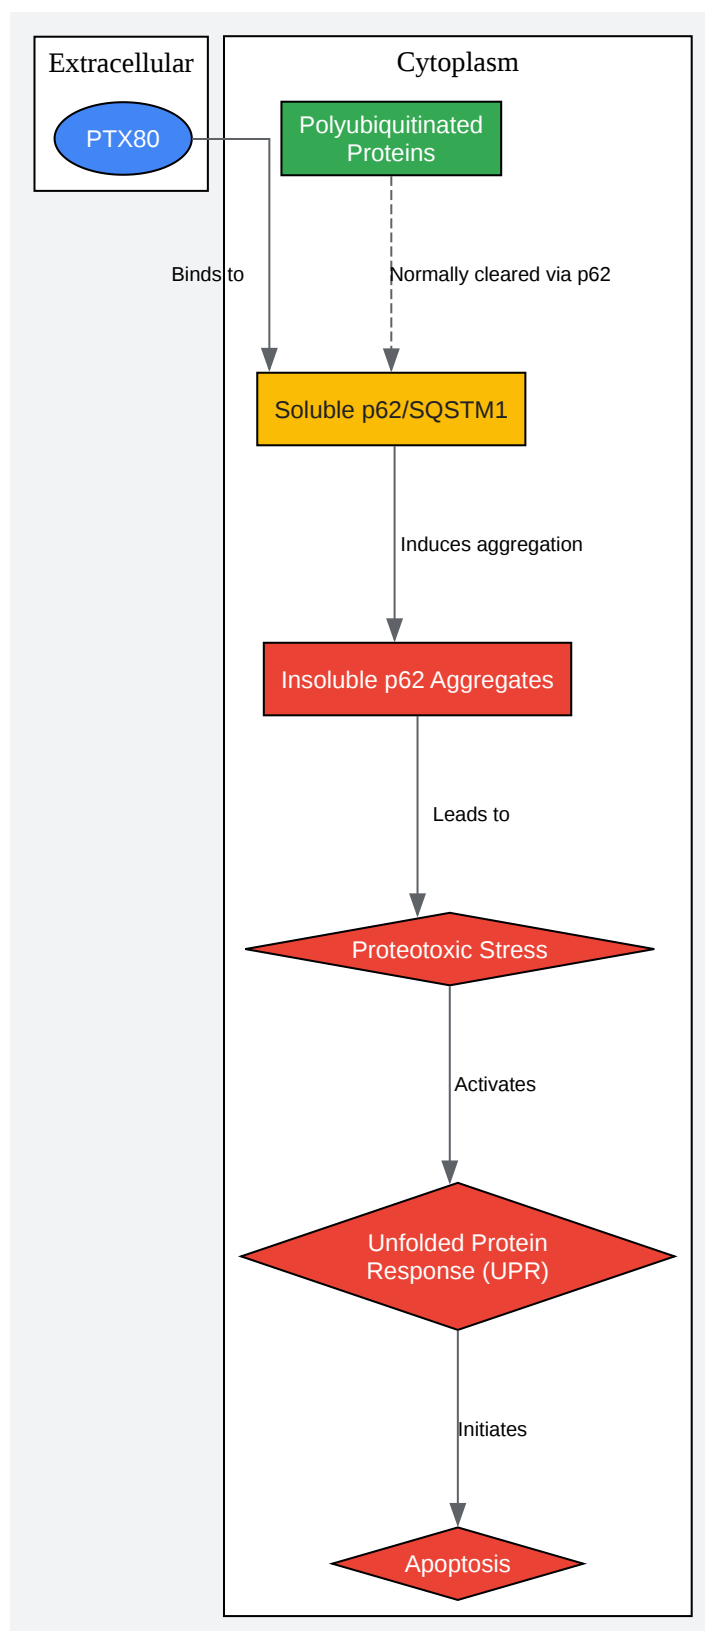 Extracellular
Cytoplasm
PTX80
Polyubiquitinated
Proteins
Binds to
Normally cleared via p62
Soluble p62/SQSTM1
Induces aggregation
Insoluble p62 Aggregates
Leads to
Proteotoxic Stress
Activates
Unfolded Protein
Response (UPR)
Initiates
Apoptosis